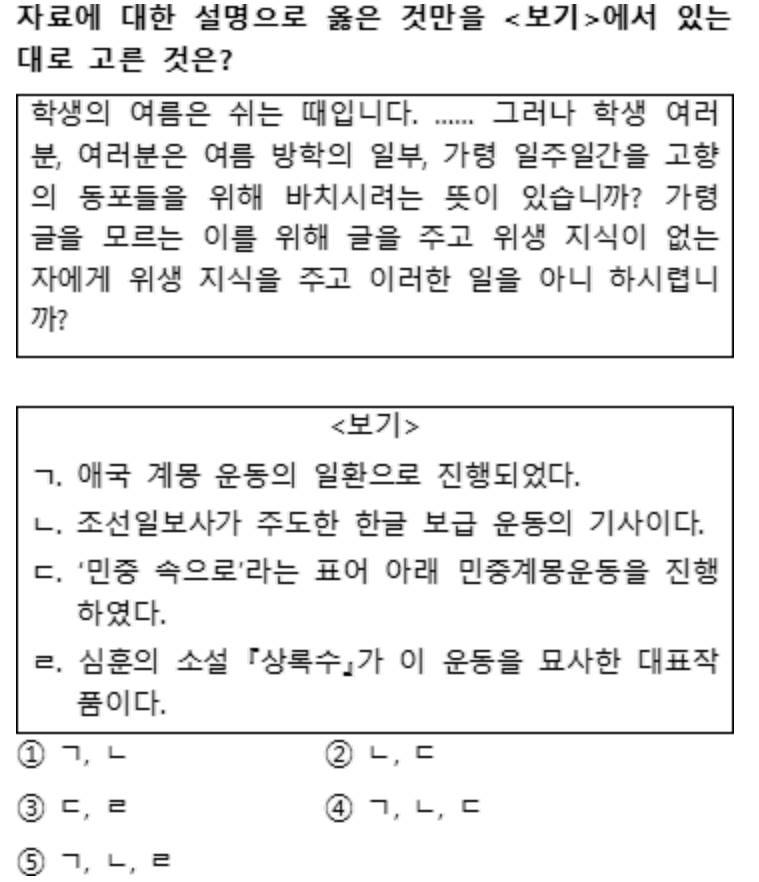 자료에 대한 설명으로 옳은 것만을 <보기>에서 있는
대로 고른 것은?
학생의 여름은 쉬는 때입니다. …… 그러나 학생 여러
분, 여러분은 여름 방학의 일부, 가령 일주일간을 고향
의 동포들을 위해 바치시려는 뜻이 있습니까? 가령
글을 모르는 이를 위해 글을 주고 위생 지식이 없는
자에게 위생 지식을 주고 이러한 일을 아니 하시렵니
까?
<보기>
ㄱ. 애국 계몽 운동의 일환으로 진행되었다.
ㄴ. 조선일보사가 주도한 한글 보급 운동의 기사이다.
ㄷ. '민중 속으로'라는 표어 아래 민중계몽운동을 진행
하였다.
ㄹ. 심훈의 소설 『상록수』가 이 운동을 묘사한 대표작
품이다.
① ㄱ, ㄴ ② ㄴ, ㄷ
③ ㄷ, ㄹ ④ ㄱ, ㄴ, ㄷ
⑤ ㄱ, ㄴ, ㄹ